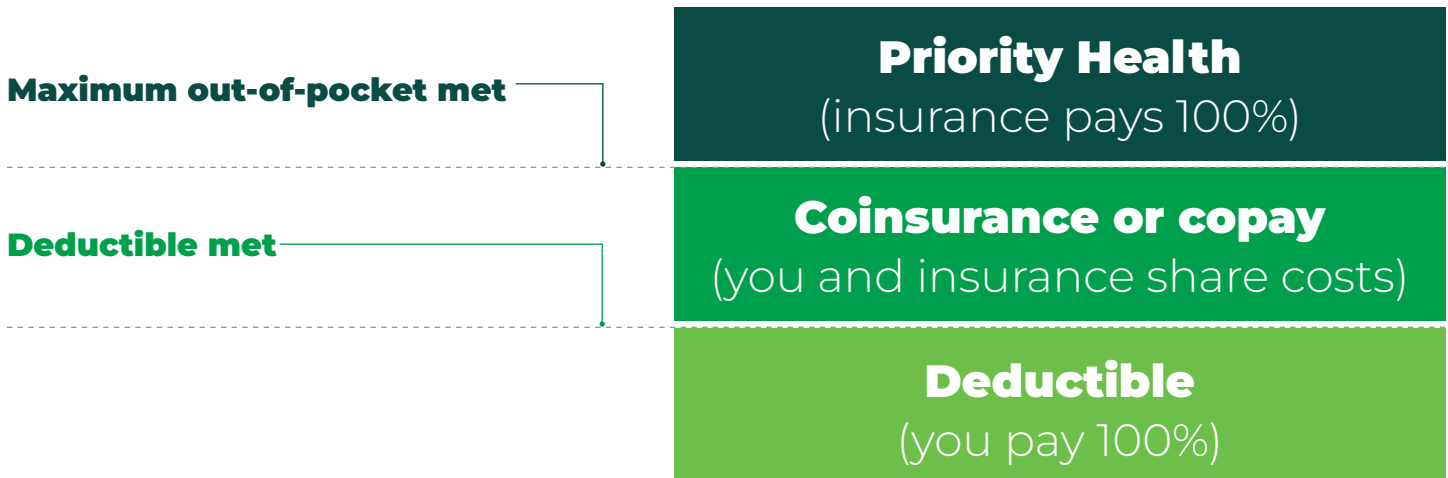 Maximum out-of-pocket met
Priority Health
(insurance pays 100%)
Deductible met
Coinsurance or copay
(you and insurance share costs)
Deductible
(you pay 100%)